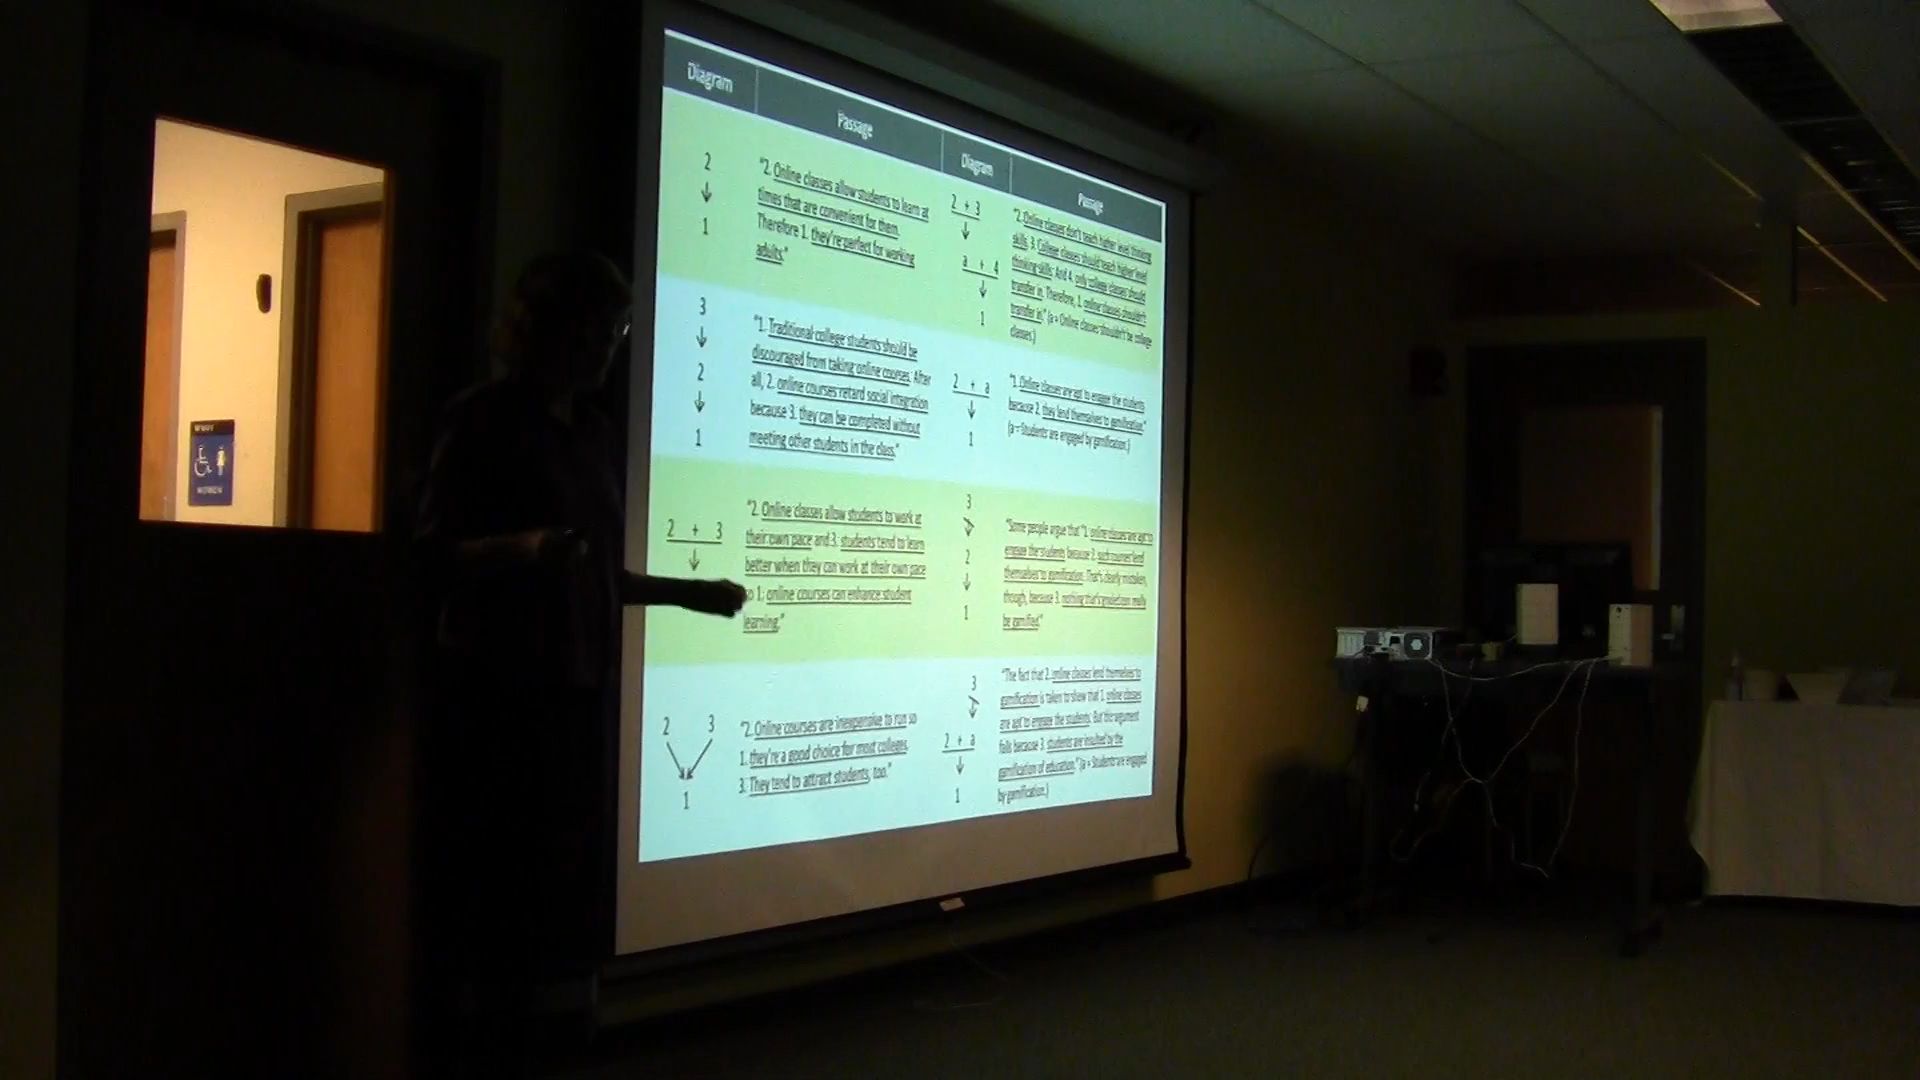 Diagram
Passage
Diagram
Passage
2
↓
1
"2. Online classes allow students to learn at
times that are convenient for them.
Therefore 1. they're perfect for working
adults."
2 + 3
↓
a + 4
↓
1
"2. Online classes don't teach higher level thinking
skills. 3. College classes should teach higher level
thinking skills. And 4. only college classes should
transfer in. Therefore, 1. online classes shouldn't
transfer in." (a = Online classes shouldn't be college
classes.)
3
↓
2
↓
1
"1. Traditional college students should be
discouraged from taking online courses. After
all, 2. online courses retard social integration
because 3. they can be completed without
meeting other students in the class."
2 + a
↓
1
"1. Online classes are apt to engage the students
because 2. they lend themselves to gamification."
(a = Students are engaged by gamification.)
2 + 3
↓
"2. Online classes allow students to work at
their own pace and 3. students tend to learn
better when they can work at their own pace
so 1. online courses can enhance student
learning."
3
↓
2
↓
1
"Some people argue that "1. online classes are apt to
engage the students because 2. such courses lend
themselves to gamification. That's clearly mistaken,
though, because 3. nothing that's graded can really
be gamified."
2 3
1
"2. Online courses are inexpensive to run so
1. they're a good choice for most colleges.
3. They tend to attract students, too."
3
↓
2 + a
↓
1
"The fact that 2. online classes lend themselves to
gamification is taken to show that 1. online classes
are apt to engage the students. But this argument
fails because 3. students are insulted by the
gamification of education." (a = Students are engaged
by gamification.)
WOMEN